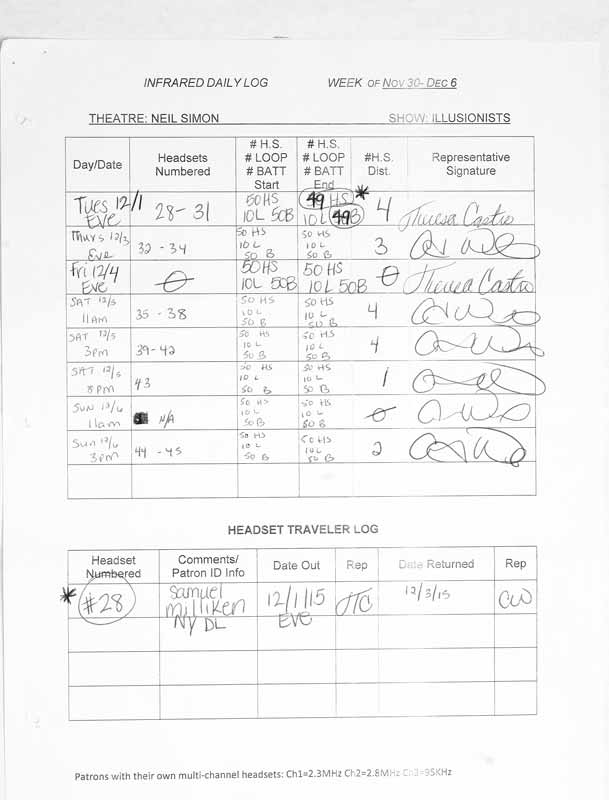 INFRARED DAILY LOG WEEK OF NOV 30- DEC 6
THEATRE: NEIL SIMON SHOW: ILLUSIONISTS
Day/Date Headsets Numbered # H.S. # LOOP # BATT Start # H.S. # LOOP # BATT End #H.S. Dist. Representative Signature
Tues 12/1 Eve 28-31 50 HS 10L 50B 49 HS 10 L 49B * 4 Theresa Castro
Thurs 12/3 Eve 32 - 34 50 HS 10 L 50 B 50 HS 10 L 50 B 3
Fri 12/4 Eve 0 50 HS 10L 50B 50 HS 10L 50B 0 Theresa Castro
SAT 12/5 11am 35 - 38 50 HS 10 L 50 B 50 HS 10 L 50 B 4
SAT 12/5 3pm 39-42 50 HS 10 L 50 B 50 HS 10 L 50 B 4
SAT 12/5 8pm 43 50 HS 10 L 50 B 50 HS 10 L 50 B 1
SUN 12/6 11am N/A 50 HS 10 L 50 B 50 HS 10 L 50 B 0
Sun 12/6 3pm 44 - 45 50 HS 10 L 50 B 50 HS 10 L 50 B 2
HEADSET TRAVELER LOG
Headset Numbered Comments/ Patron ID Info Date Out Rep Date Returned Rep
* #28 Samuel Milliken NY DL 12/1/15 Eve JTC 12/3/15 CW
Patrons with their own multi-channel headsets: Ch1=2.3MHz Ch2=2.8MHz Ch3=95KHz